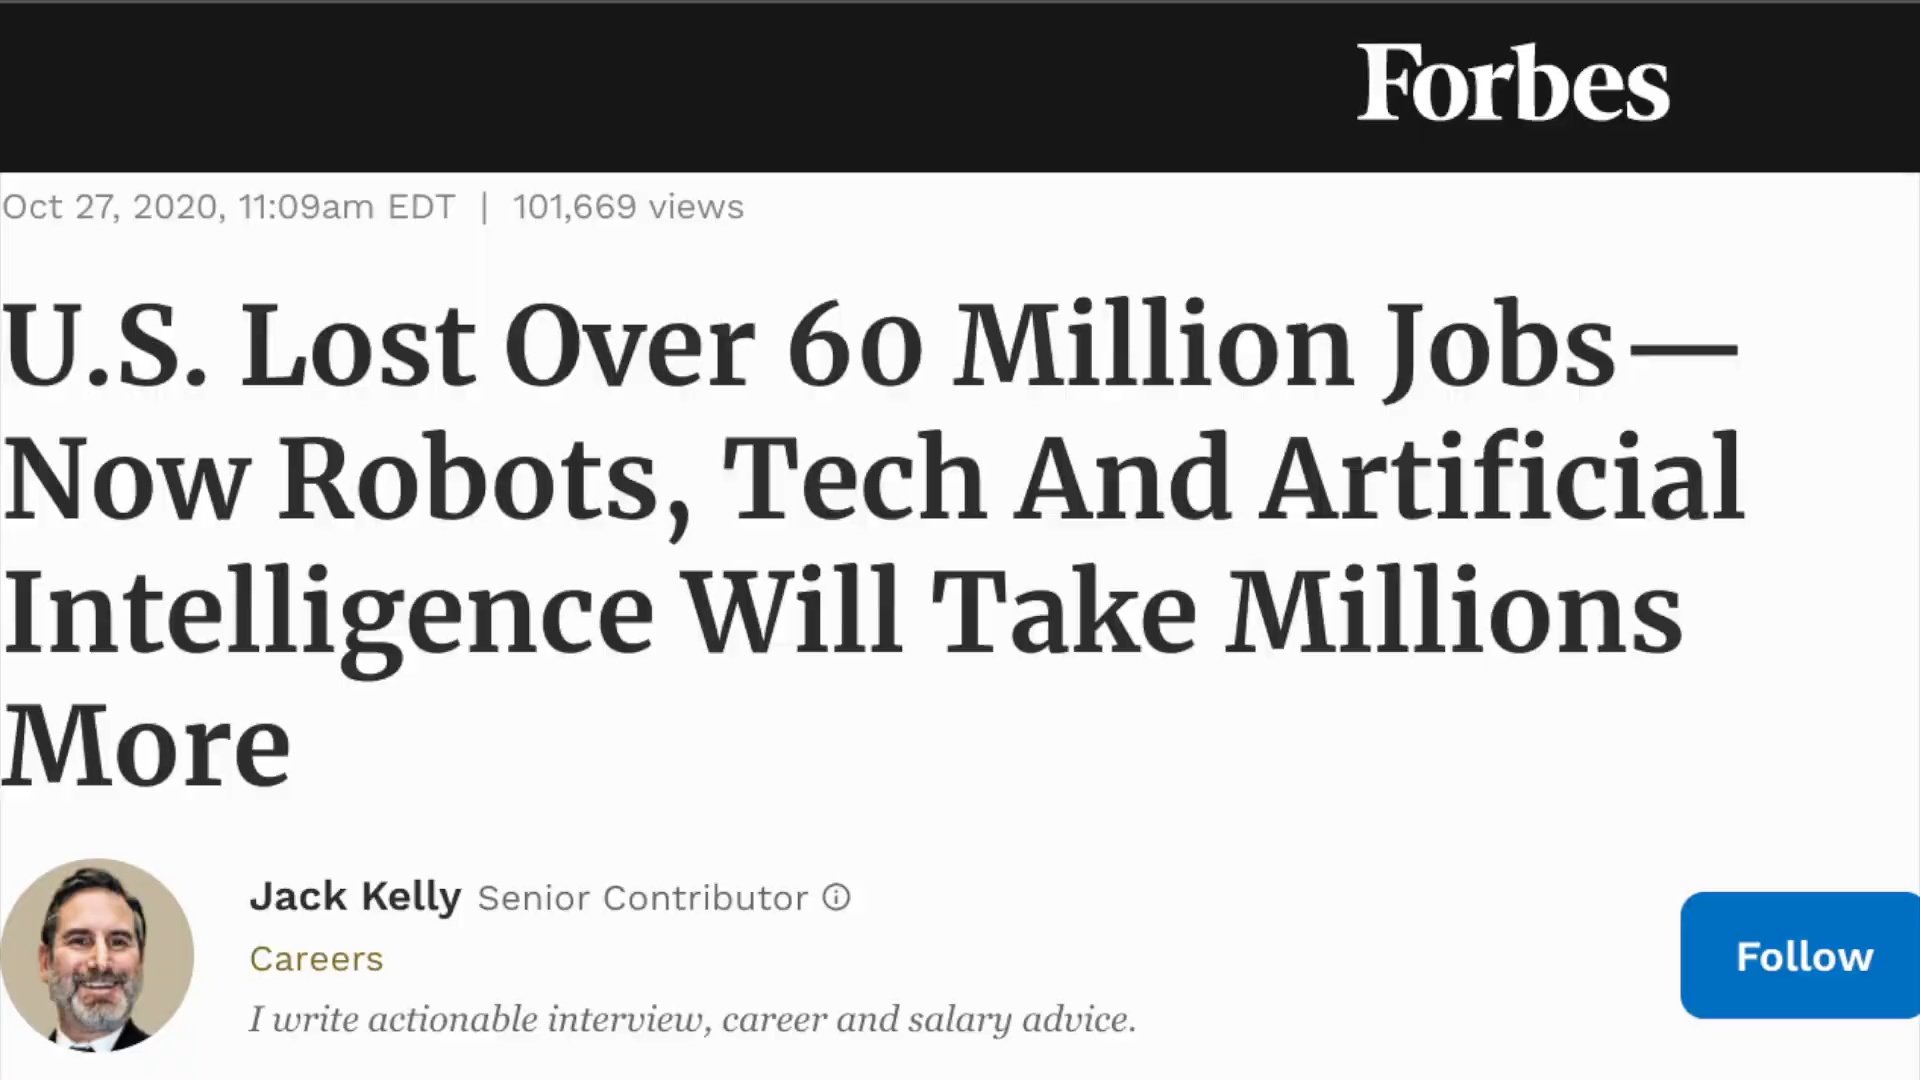 Forbes
Oct 27, 2020, 11:09am EDT | 101,669 views
U.S. Lost Over 60 Million Jobs—
Now Robots, Tech And Artificial
Intelligence Will Take Millions
More
Jack Kelly Senior Contributor
Careers
I write actionable interview, career and salary advice.
Follow